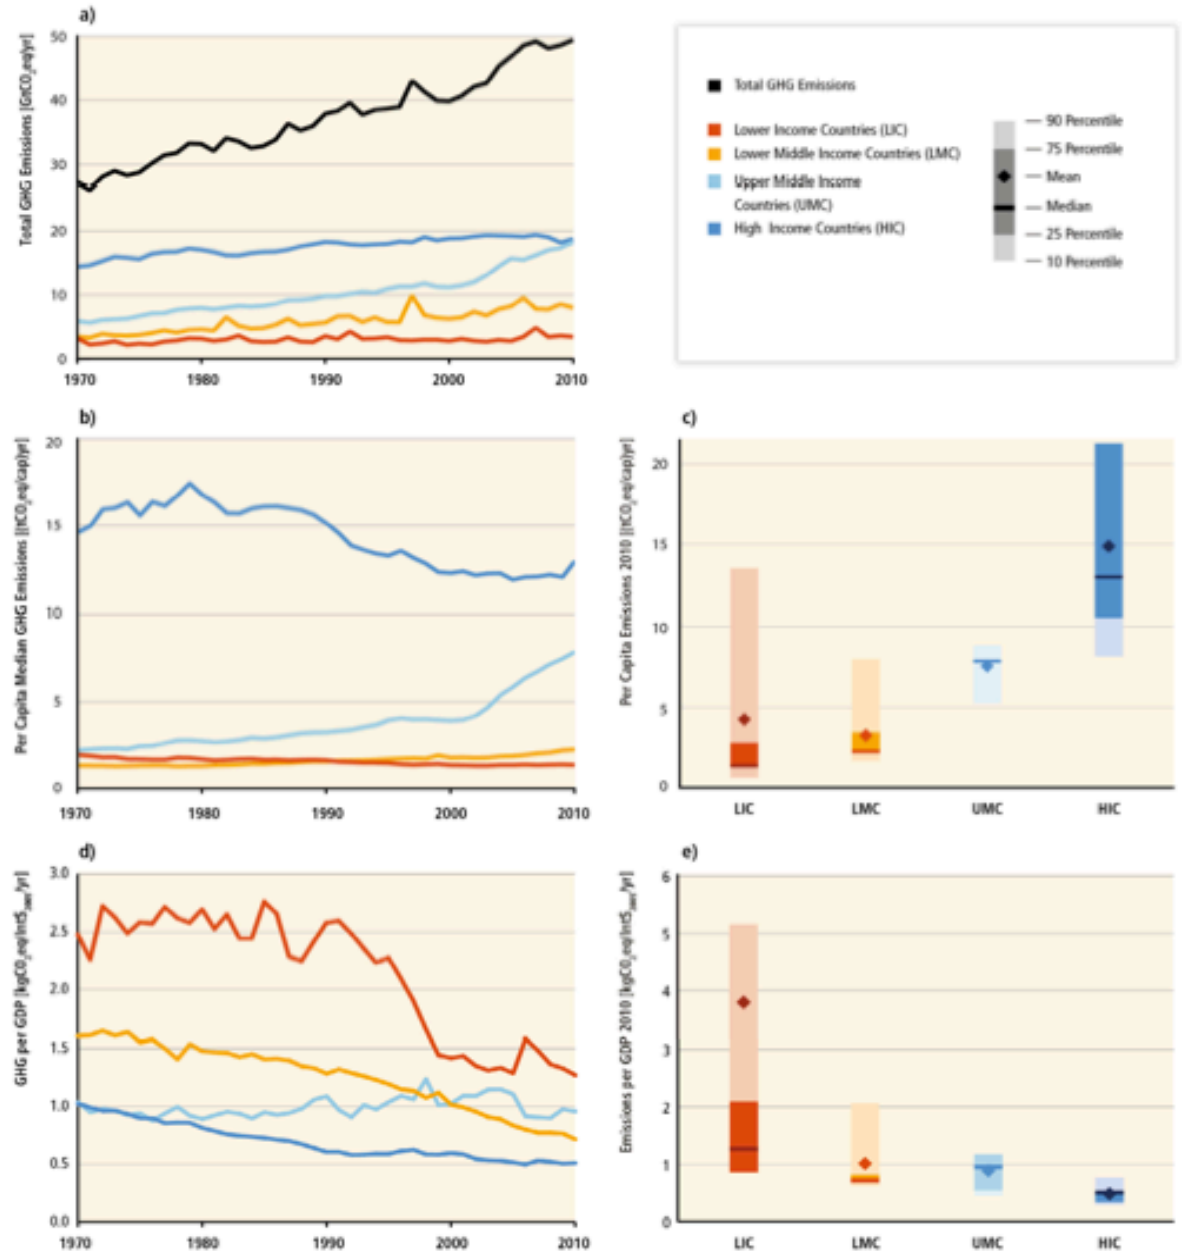 a)
Total GHG Emissions [GtCO2eq/yr]
50
40
30
20
10
0
1970 1980 1990 2000 2010
Total GHG Emissions
Lower Income Countries (LIC)
Lower Middle Income Countries (LMC)
Upper Middle Income
Countries (UMC)
High Income Countries (HIC)
90 Percentile
75 Percentile
Mean
Median
25 Percentile
10 Percentile
b)
Per Capita Median GHG Emissions [(tCO2eq/cap)yr]
20
15
10
5
0
1970 1980 1990 2000 2010
c)
Per Capita Emissions 2010 [(tCO2eq/cap)yr]
20
15
10
5
0
LIC LMC UMC HIC
d)
GHG per GDP [kgCO2eq/Int$2005/yr]
3.0
2.5
2.0
1.5
1.0
0.5
0.0
1970 1980 1990 2000 2010
e)
Emissions per GDP 2010 [kgCO2eq/Int$2005/yr]
6
5
4
3
2
1
0
LIC LMC UMC HIC